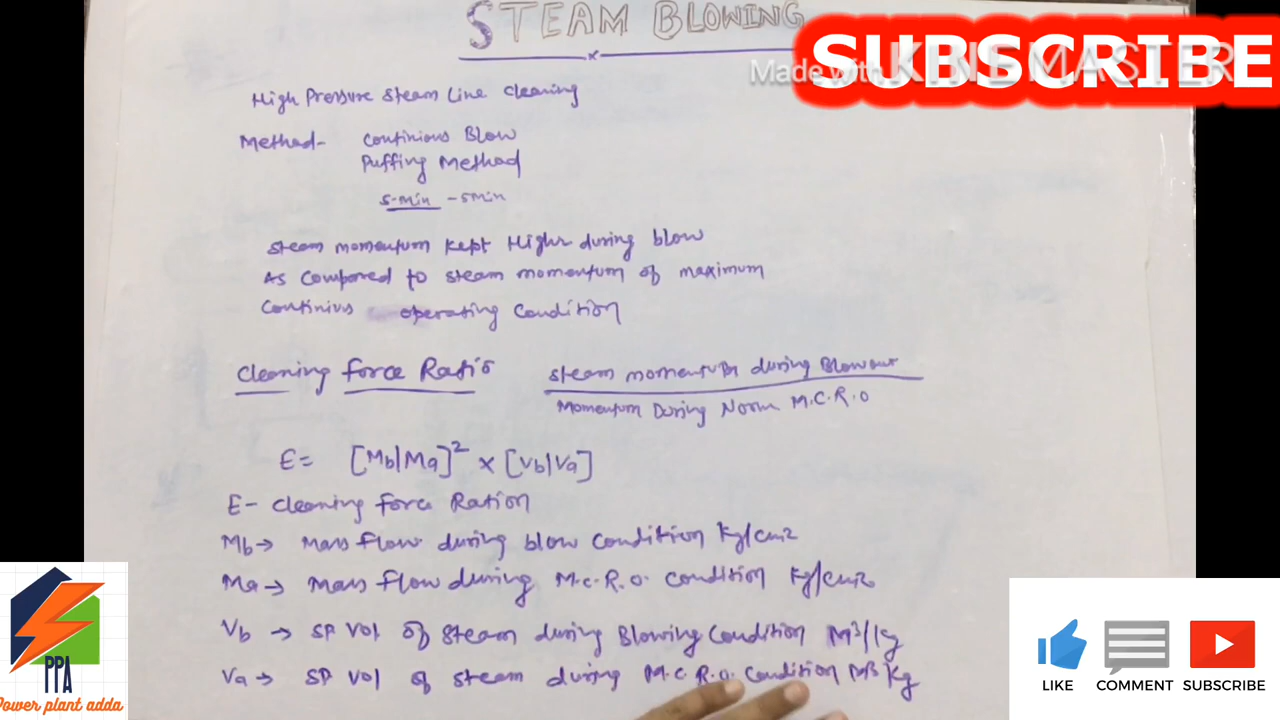 STEAM BLOWING
SUBSCRIBE
Made with KINEMASTER
High Pressure steam Line cleaning
Methad- continious Blow
Puffing Methad
5-min -5min
steam momentum kept Highr during blow
As compared to steam momentum of maximum
continius operating condition
cleaning force Ratio
steam momentum during Blowout
Momentum During Norm M.C.R.O
E= [Mb/Ma]² × [Vb/Va]
E- cleaning force Ration
Mb→ Mass flow during blow condition Kg/cm2
Ma→ Mass flow during M.C.R.O. condition Kg/cm2
Vb → SP Vol of steam during Blowing Condition M³/Kg
Va→ SP Vol of steam during M.C.R.O. Condition M³ Kg
PPA
Power plant adda
LIKE COMMENT SUBSCRIBE